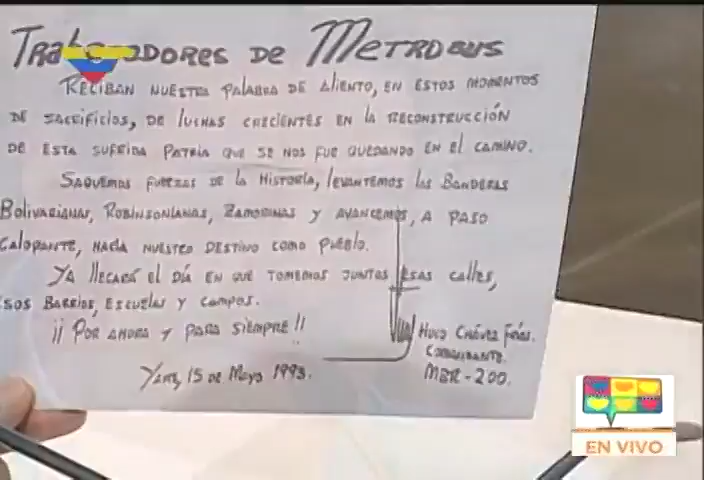 Trabajadores de Metrobus
Reciban nuestra palabra de aliento, en estos momentos
de sacrificios, de luchas crecientes en la reconstrucción
de esta sufrida Patria que se nos fue quedando en el camino.
Saquemos fuerzas de la Historia, levantemos las Banderas
Bolivarianas, Robinsonianas, Zamoranas y avancemos, a paso
Galopante, hacia nuestro destino como pueblo.
Ya llegará el día en que tomemos juntos esas calles,
sos Barrios, Escuelas y Campos.
¡¡ Por ahora y para siempre !!
Hugo Chávez Frías.
Comandante.
MBR-200.
Yare, 15 de Mayo 1993.
EN VIVO